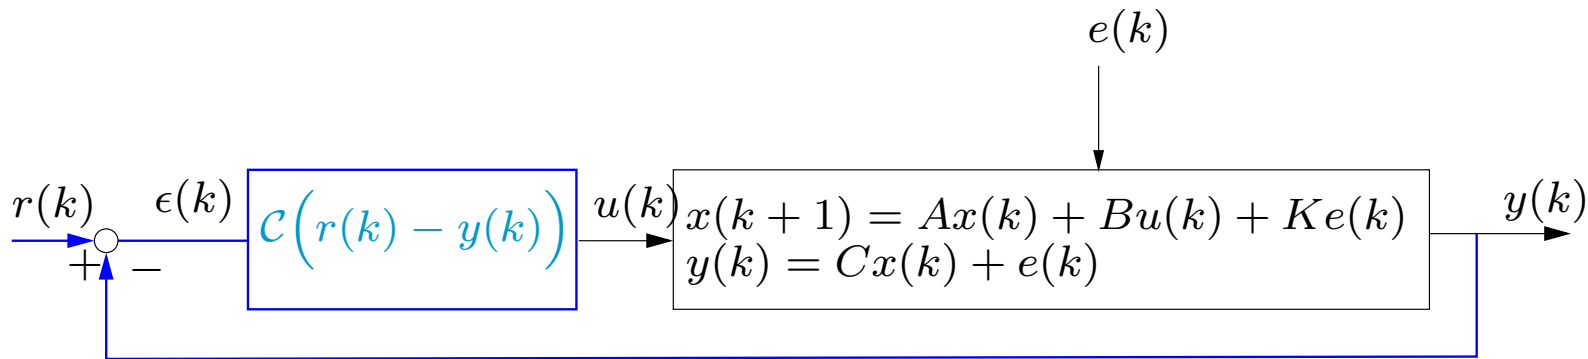 e(k)
r(k)
ϵ(k)
𝒞(r(k) − y(k))
u(k)
x(k + 1) = Ax(k) + Bu(k) + Ke(k)
y(k) = Cx(k) + e(k)
y(k)
+ −